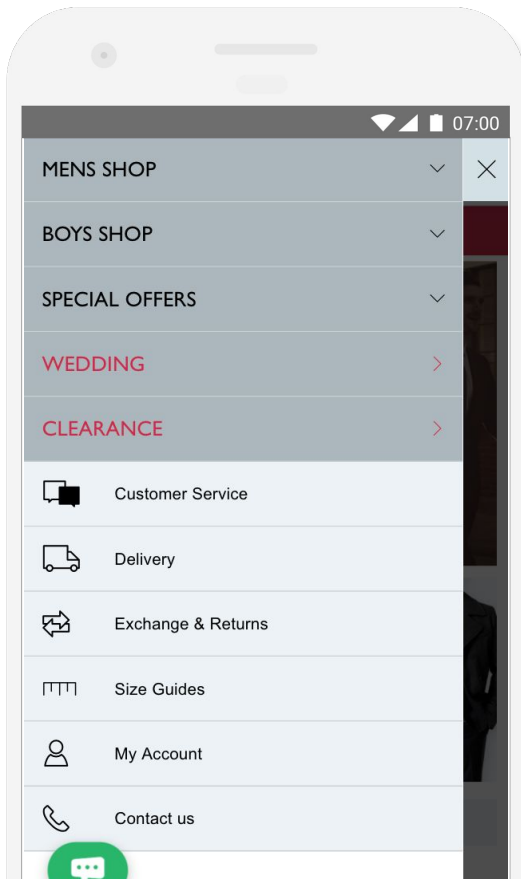 07:00
MENS SHOP
BOYS SHOP
SPECIAL OFFERS
WEDDING
CLEARANCE
Customer Service
Delivery
Exchange & Returns
Size Guides
My Account
Contact us